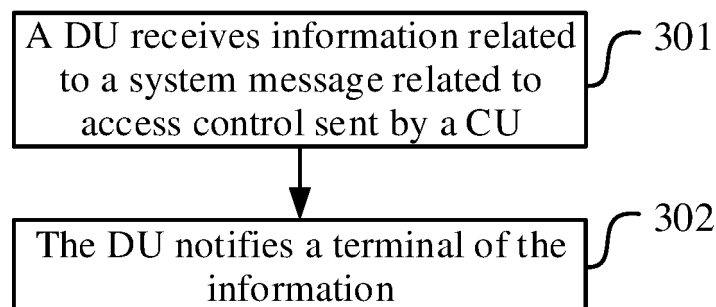 A DU receives information related
to a system message related to
access control sent by a CU
301
The DU notifies a terminal of the
information
302